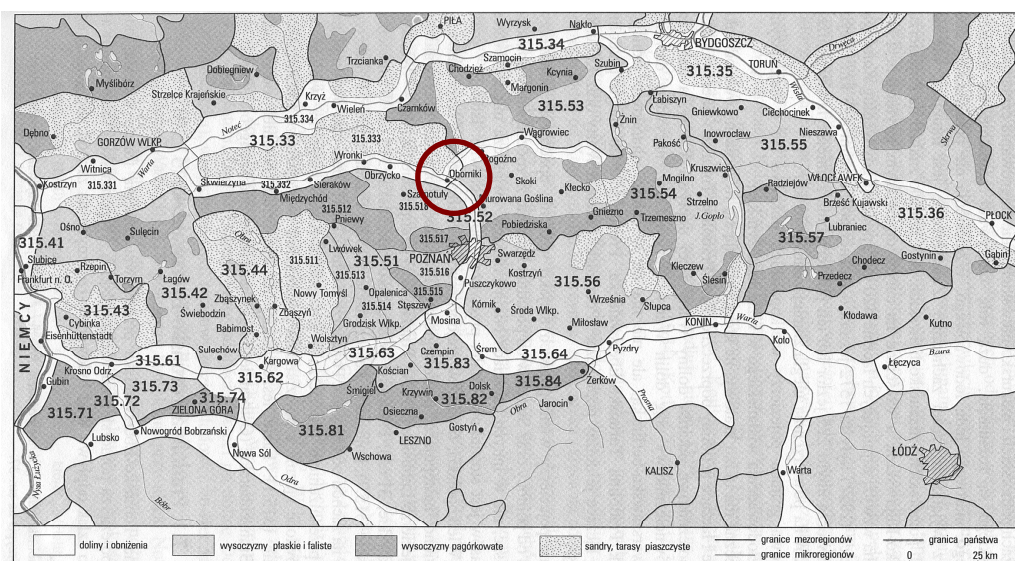 PIŁA
Wyrzysk
Nakło
315.34
BYDGOSZCZ
Drwęca
Trzcianka
Szamocin
Chodzież
Dobiegniew
Myślibórz
Kcynia
Szubin
TORUŃ
315.35
Margonin
Strzelce Krajeńskie
Krzyż
Wieleń
Czarnków
315.53
Łabiszyn
Wisła
Gniewkowo
Ciechocinek
315.334
Noteć
Żnin
Dębno
GORZÓW WLKP.
315.33
315.333
Wągrowiec
Inowrocław
Nieszawa
Skrwa
Pakość
315.55
Warta
Wronki
Rogoźno
Witnica
Obrzycko
Oborniki
Skoki
Kruszwica
Kostrzyn
315.331
Skwierzyna
315.332
Sieraków
Kłecko
Mogilno
315.54
Radziejów
WŁOCŁAWEK
Międzychód
Szamotuły
Murowana Goślina
Strzelno
Brześć Kujawski
315.518
315.512
315.52
Gniezno
Trzemeszno
J.Gopło
315.36
PŁOCK
Pniewy
Pobiedziska
Lubraniec
Ośno
Sulęcin
Obra
315.41
Lwówek
315.517
315.57
Słubice
Rzepin
315.511
315.51
POZNAŃ
Swarzędz
Chodecz
Gostynin
Gąbin
Frankfurt n. O.
Torzym
Łagów
315.44
315.513
315.516
Kostrzyń
Kleczew
Ślesin
Przedecz
315.42
Nowy Tomyśl
Opalenica
315.515
Puszczykowo
315.56
Zbąszynek
315.514
Stęszew
Kórnik
Września
Słupca
315.43
Świebodzin
Zbąszyń
Grodzisk Wlkp.
Mosina
Środa Wlkp.
Kłodawa
Cybinka
Miłosław
KONIN
Warta
Kutno
NIEMCY
Babimost
Eisenhüttenstadt
Wolsztyn
Koło
Sulechów
315.63
Czempiń
Śrem
315.64
Pyzdry
Bzura
315.61
Kargowa
315.83
Łęczyca
Krosno Odrz.
315.62
Kościan
Gubin
315.73
Śmigiel
Dolsk
315.84
Żerków
315.72
315.74
Krzywin
315.82
Prosna
315.71
ZIELONA GÓRA
Osieczna
Obra
Jarocin
Lubsko
Nowogród Bobrzański
315.81
LESZNO
Gostyń
ŁÓDŹ
Nowa Sól
Wschowa
KALISZ
Warta
Nysa Łużycka
Odra
Bóbr
doliny i obniżenia
wysoczyzny płaskie i faliste
wysoczyzny pagórkowate
sandry, tarasy piaszczyste
granice mezoregionów
granice mikroregionów
granica państwa
0 25 km